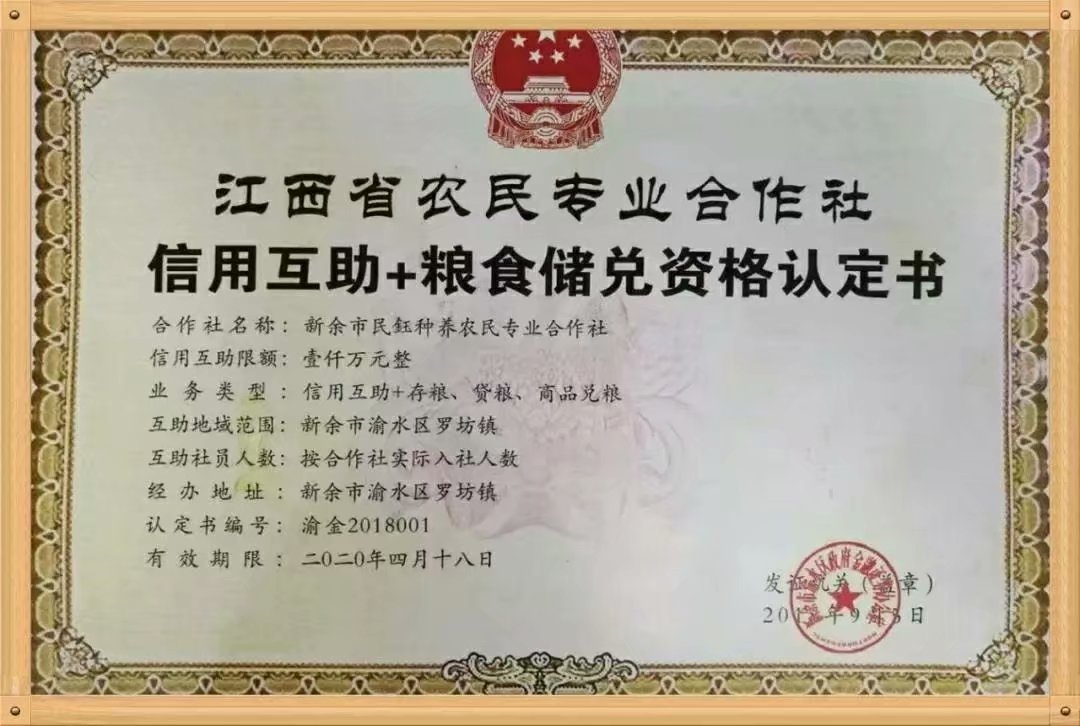 江西省农民专业合作社
信用互助+粮食储兑资格认定书
合作社名称：新余市民钰种养农民专业合作社
信用互助限额：壹仟万元整
业务类型：信用互助+存粮、贷粮、商品兑粮
互助地域范围：新余市渝水区罗坊镇
互助社员人数：按合作社实际入社人数
经办地址：新余市渝水区罗坊镇
认定书编号：渝金2018001
有效期限：二〇二〇年四月十八日
发证机关（盖章）
201 年9月5日